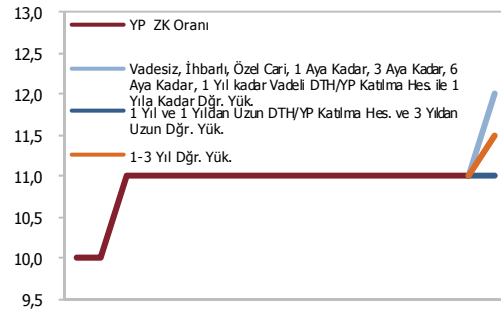 13,0
12,5
12,0
11,5
11,0
10,5
10,0
9,5
YP ZK Oranı
Vadesiz, İhbarlı, Özel Cari, 1 Aya Kadar, 3 Aya Kadar, 6
Aya Kadar, 1 Yıl kadar Vadeli DTH/YP Katılma Hes. ile 1
Yıla Kadar Dğr. Yük.
1 Yıl ve 1 Yıldan Uzun DTH/YP Katılma Hes. ve 3 Yıldan
Uzun Dğr. Yük.
1-3 Yıl Dğr. Yük.